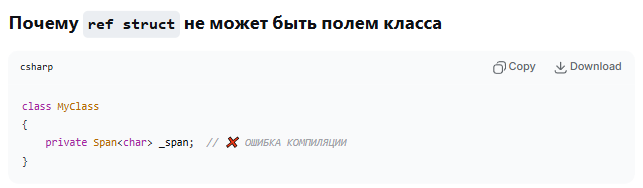 Почему ref struct не может быть полем класса
csharp
Copy
Download
class MyClass
{
    private Span<char> _span;  // ❌ ОШИБКА КОМПИЛЯЦИИ
}